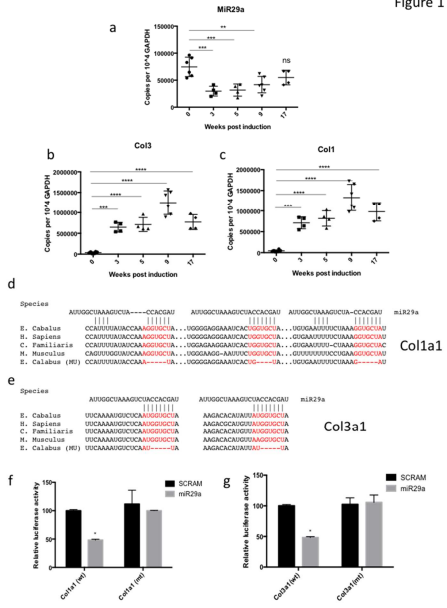 Figure 1
a
MiR29a
Copies per 10^4 GAPDH
150000
100000
50000
0
**
***
***
ns
0 3 5 9 17
Weeks post induction
b
Col3
Copies per 10^4 GAPDH
2000000
1500000
1000000
500000
0
****
****
****
***
0 3 5 9 17
Weeks post induction
c
Col1
Copies per 10^4 GAPDH
2000000
1500000
1000000
500000
0
****
****
****
***
0 3 5 9 17
Weeks post induction
d
Species
AUUGGCUAAAGUCUA----CCACGAU AUUGGCUAAAGUCUACCACGAU AUUGGCUAAAGUCUA-CCACGAU miR29a
E. Cabalus CCAUUUUAUACCAAAGGUGCUA...UGGGGAGGAAAUCACUGGUGCUA...UGUGAAUUUUCUAAAGGUGCUAU
H. Sapiens
C. Familiaris
M. Musculus
E. Calabus (MU)
Col1a1
e
Species
AUUGGCUAAAGUCUACCACGAU AUUGGCUAAAGUCUACCACGAU miR29a
E. Cabalus UUCAAAAUGUCUCAAUGGUGCUA AAGACACAUGUUAUGGUGCUA
H. Sapiens
C. Familiaris
M. Musculus
E. Calabus (MU)
Col3a1
f
Relative luciferase activity
150
100
50
0
*
SCRAM
miR29a
Col1a1 (wt)
Col1a1 (mt)
g
Relative luciferase activity
150
100
50
0
*
SCRAM
miR29a
Col3a1(wt)
Col3a1(mt)